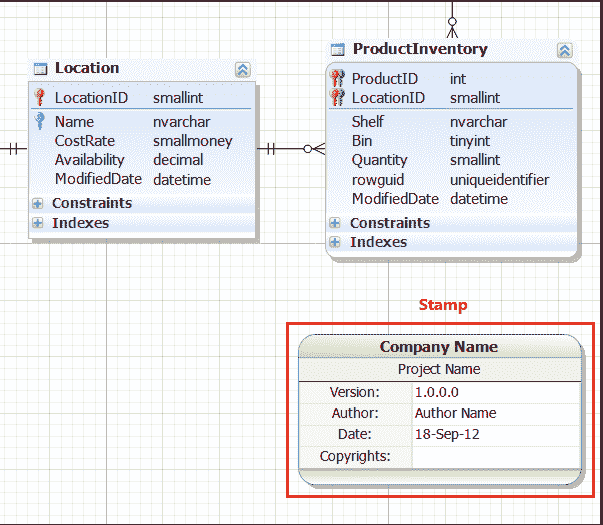 Location
LocationID smallint
Name nvarchar
CostRate smallmoney
Availability decimal
ModifiedDate datetime
Constraints
Indexes
ProductInventory
ProductID int
LocationID smallint
Shelf nvarchar
Bin tinyint
Quantity smallint
rowguid uniqueidentifier
ModifiedDate datetime
Constraints
Indexes
Stamp
Company Name
Project Name
Version: 1.0.0.0
Author: Author Name
Date: 18-Sep-12
Copyrights: